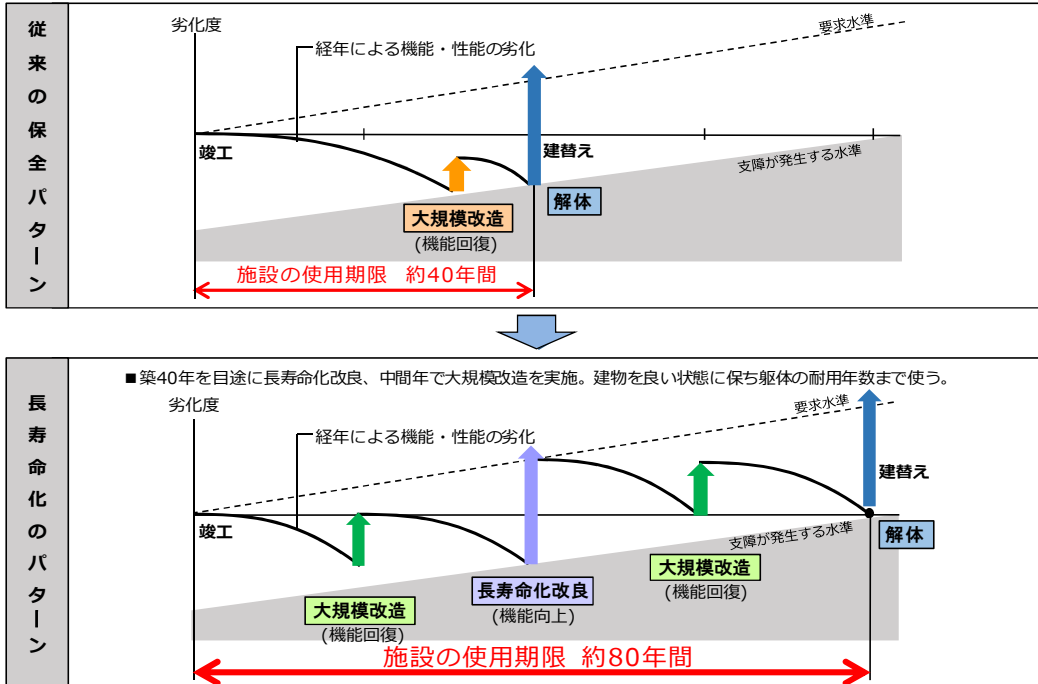 従来の保全パターン
劣化度
要求水準
経年による機能・性能の劣化
竣工
建替え
支障が発生する水準
解体
大規模改造
(機能回復)
施設の使用期限 約40年間
長寿命化のパターン
■築40年を目途に長寿命化改良、中間年で大規模改造を実施。建物を良い状態に保ち躯体の耐用年数まで使う。
劣化度
要求水準
経年による機能・性能の劣化
建替え
竣工
支障が発生する水準
解体
大規模改造
(機能回復)
長寿命化改良
(機能向上)
大規模改造
(機能回復)
施設の使用期限 約80年間